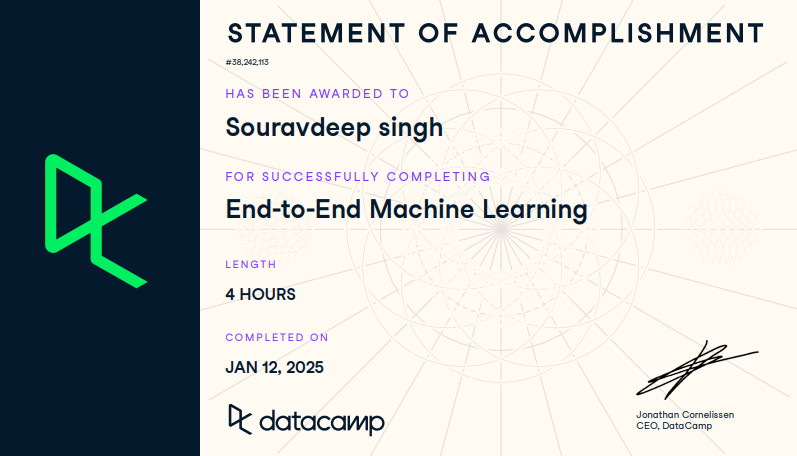 STATEMENT OF ACCOMPLISHMENT
#38,242,113
HAS BEEN AWARDED TO
Souravdeep singh
FOR SUCCESSFULLY COMPLETING
End-to-End Machine Learning
LENGTH
4 HOURS
COMPLETED ON
JAN 12, 2025
datacamp
Jonathan Cornelissen
CEO, DataCamp